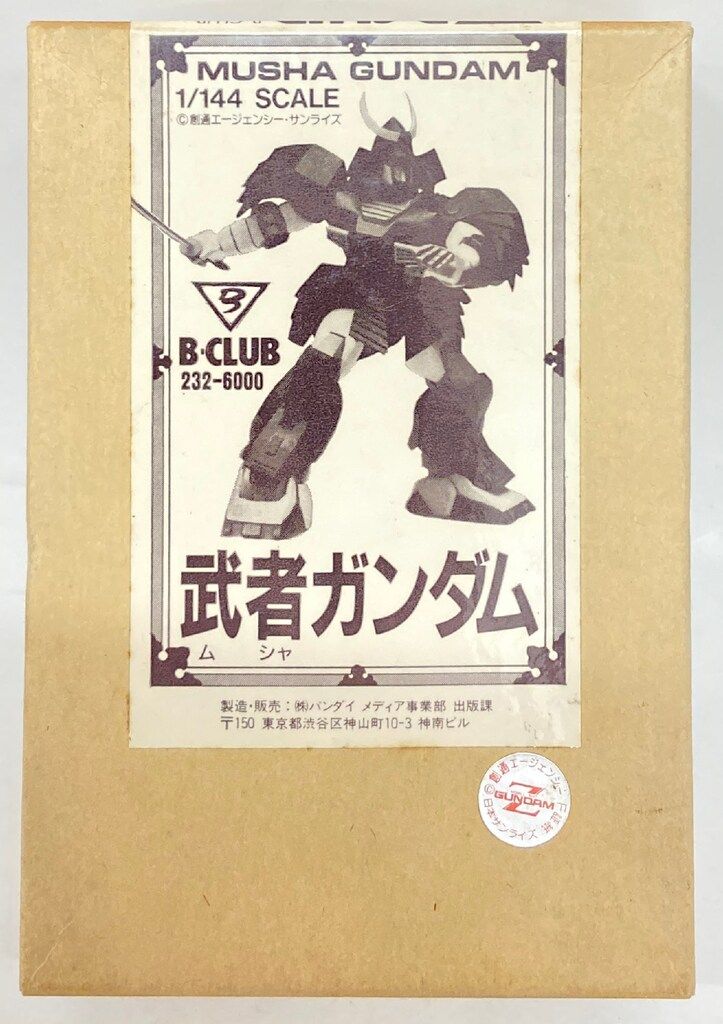 MUSHA GUNDAM
1/144 SCALE
©創通エージェンシー・サンライズ
B
B-CLUB
232-6000
武者ガンダム
ム シャ
製造・販売：㈱バンダイ メディア事業部 出版課
〒150 東京都渋谷区神山町10-3 神南ビル
©創通エージェンシー
Z
GUNDAM
日本サンライズ